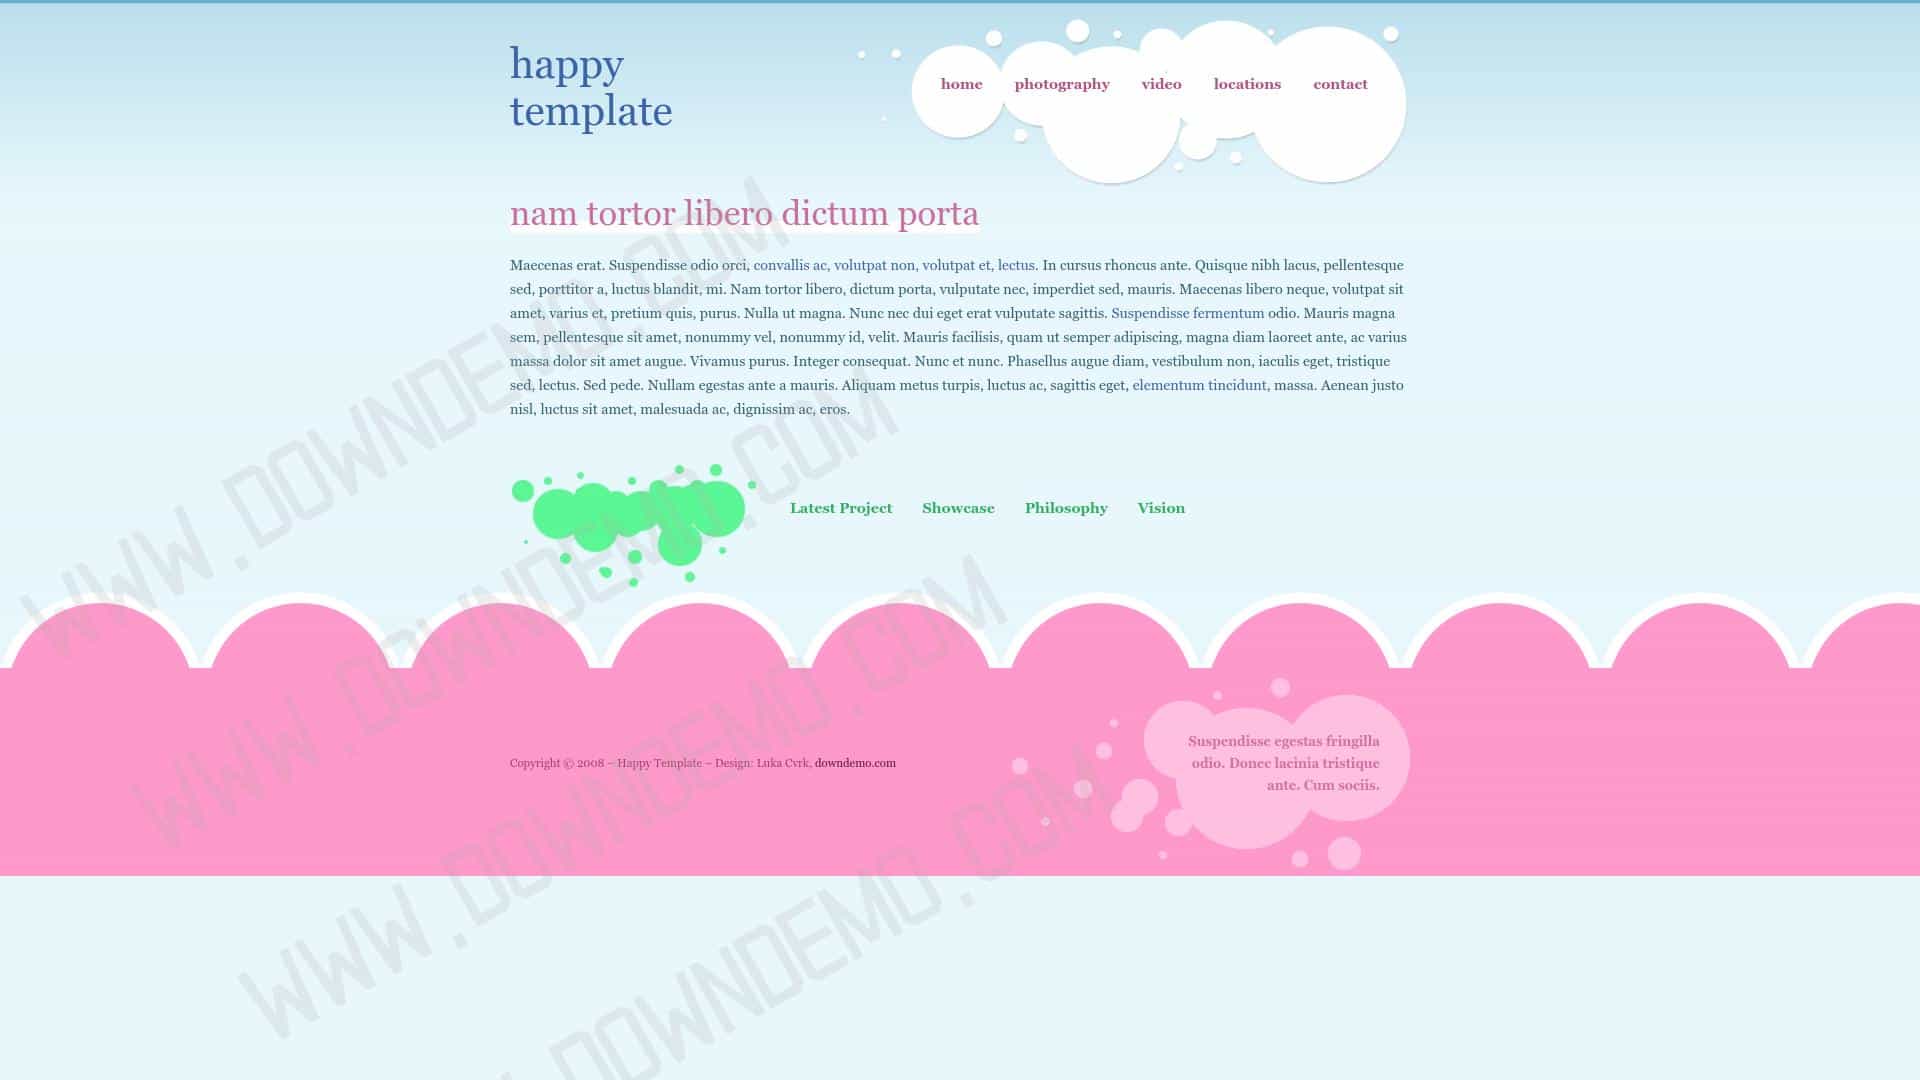 happy
template
home photography video locations contact
nam tortor libero dictum porta
Maecenas erat. Suspendisse odio orci, convallis ac, volutpat non, volutpat et, lectus. In cursus rhoncus ante. Quisque nibh lacus, pellentesque
sed, porttitor a, luctus blandit, mi. Nam tortor libero, dictum porta, vulputate nec, imperdiet sed, mauris. Maecenas libero neque, volutpat sit
amet, varius et, pretium quis, purus. Nulla ut magna. Nunc nec dui eget erat vulputate sagittis. Suspendisse fermentum odio. Mauris magna
sem, pellentesque sit amet, nonummy vel, nonummy id, velit. Mauris facilisis, quam ut semper adipiscing, magna diam laoreet ante, ac varius
massa dolor sit amet augue. Vivamus purus. Integer consequat. Nunc et nunc. Phasellus augue diam, vestibulum non, iaculis eget, tristique
sed, lectus. Sed pede. Nullam egestas ante a mauris. Aliquam metus turpis, luctus ac, sagittis eget, elementum tincidunt, massa. Aenean justo
nisl, luctus sit amet, malesuada ac, dignissim ac, eros.
Latest Project Showcase Philosophy Vision
Suspendisse egestas fringilla
odio. Donec lacinia tristique
ante. Cum sociis.
Copyright © 2008 – Happy Template – Design: Luka Cvrk, downdemo.com
WWW.DOWNDEMO.COM
WWW.DOWNDEMO.COM
WWW.DOWNDEMO.COM
.DOWNDEMO.COM